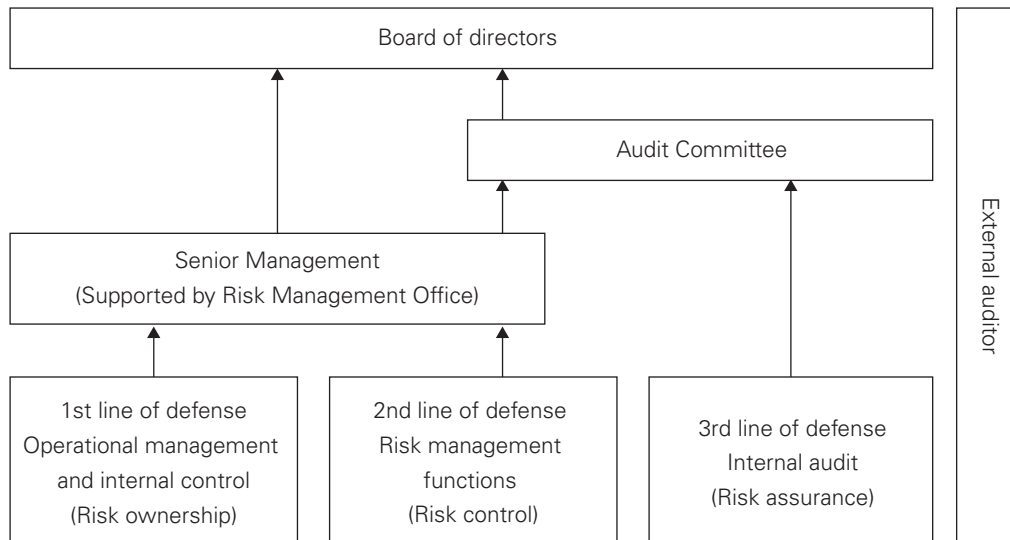 Board of directors
Audit Committee
Senior Management
(Supported by Risk Management Office)
1st line of defense
Operational management
and internal control
(Risk ownership)
2nd line of defense
Risk management
functions
(Risk control)
3rd line of defense
Internal audit
(Risk assurance)
External auditor